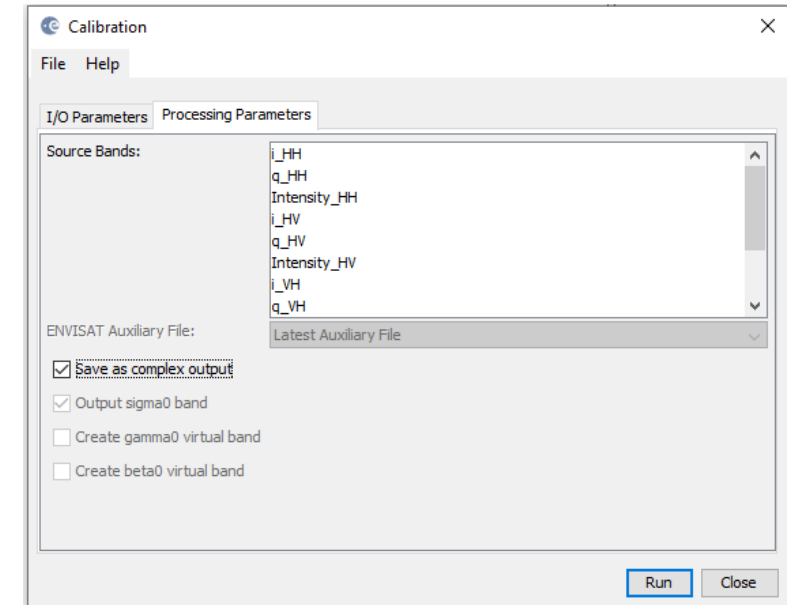 Calibration
File Help
I/O Parameters Processing Parameters
Source Bands:
i_HH
q_HH
Intensity_HH
i_HV
q_HV
Intensity_HV
i_VH
q_VH
ENVISAT Auxiliary File:
Latest Auxiliary File
Save as complex output
Output sigma0 band
Create gamma0 virtual band
Create beta0 virtual band
Run Close